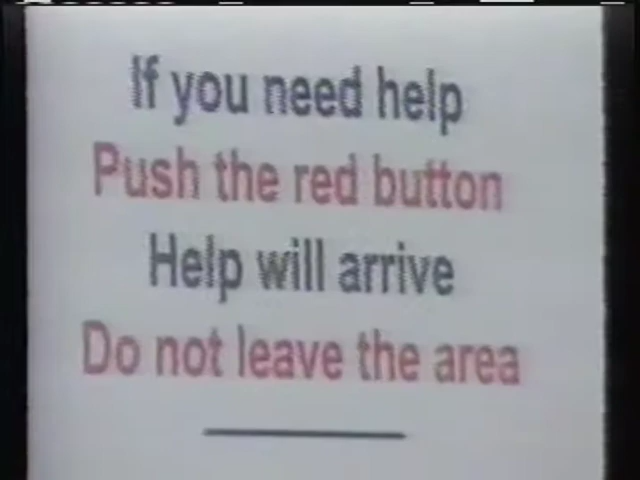 If you need help
Push the red button
Help will arrive
Do not leave the area